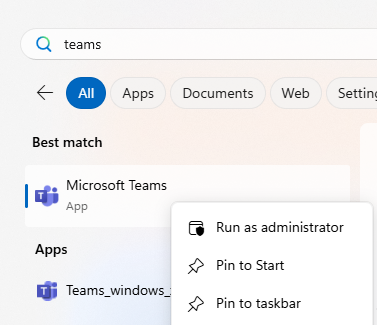 teams
All Apps Documents Web
Best match
Microsoft Teams
App
Run as administrator
Apps
Pin to Start
Pin to taskbar